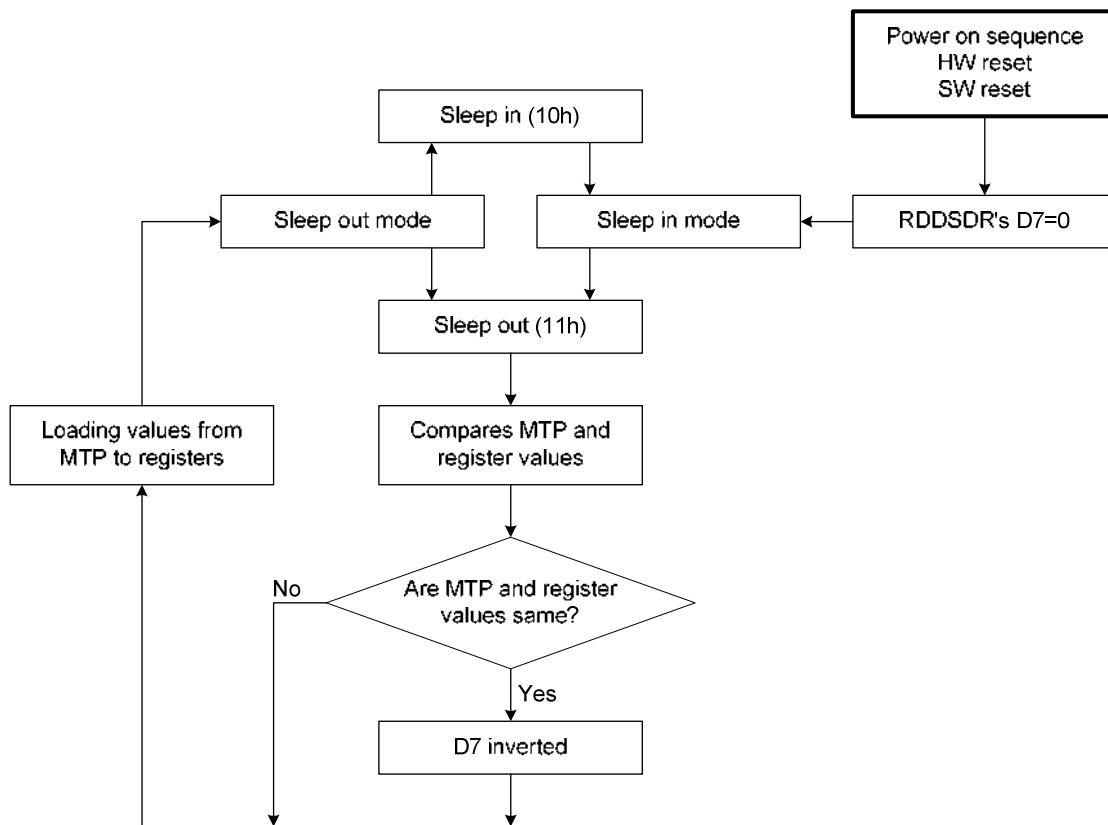 Power on sequence
HW reset
SW reset
Sleep in (10h)
Sleep out mode
Sleep in mode
RDDSDR's D7=0
Sleep out (11h)
Loading values from
MTP to registers
Compares MTP and
register values
No
Are MTP and register
values same?
Yes
D7 inverted